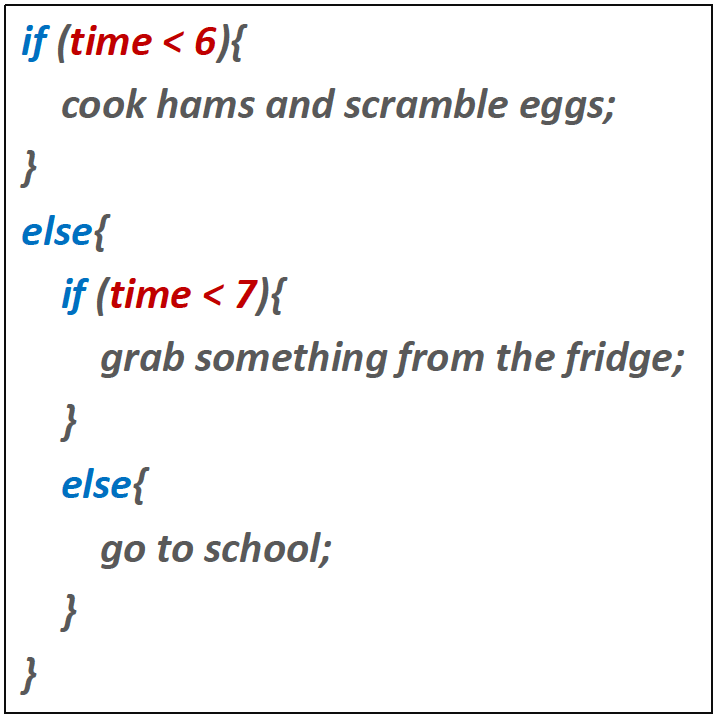 if (time < 6){
cook hams and scramble eggs;
}
else{
if (time < 7){
grab something from the fridge;
}
else{
go to school;
}
}